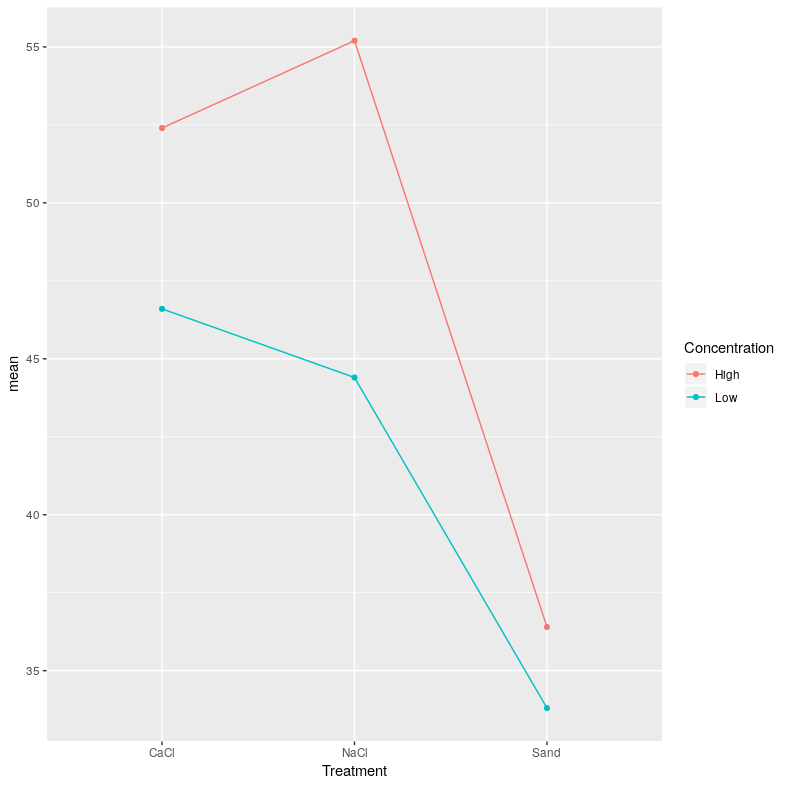 55
50
45
40
35
mean
CaCl
NaCl
Sand
Treatment
Concentration
High
Low